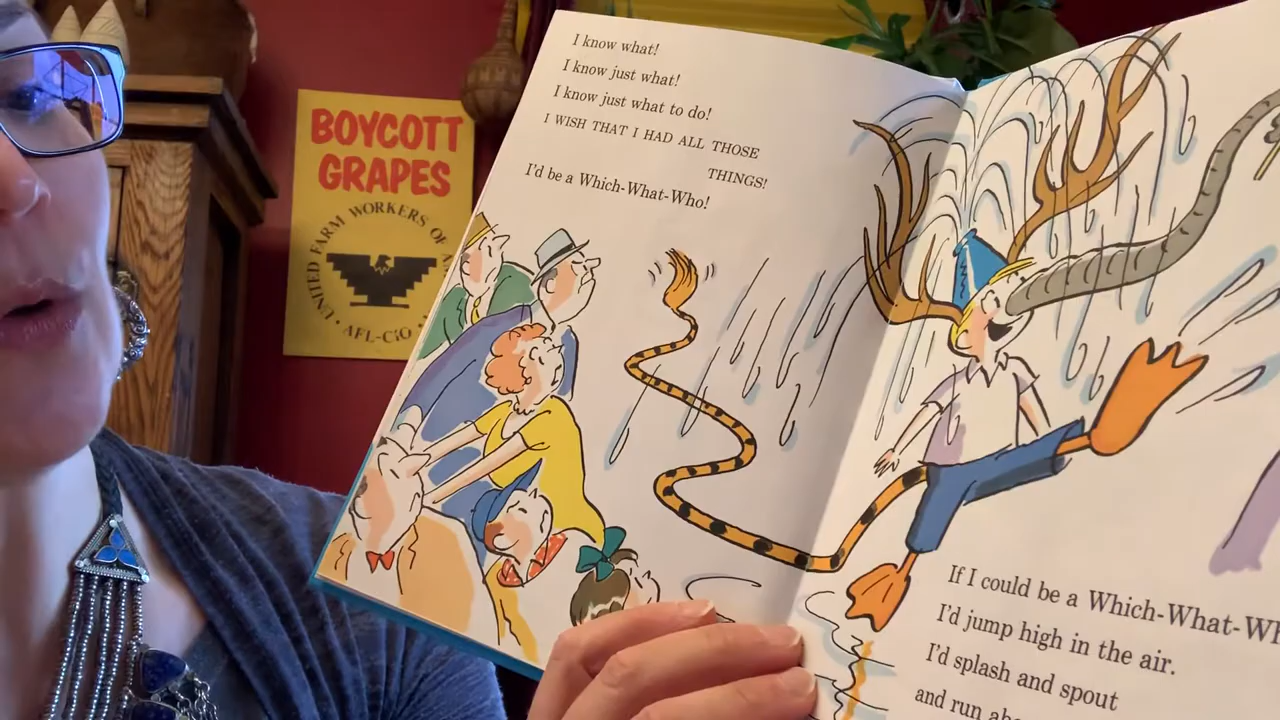 BOYCOTT
GRAPES
UNITED FARM WORKERS OF
AFL-CIO
I know what!
I know just what!
I know just what to do!
I WISH THAT I HAD ALL THOSE
THINGS!
I'd be a Which-What-Who!
If I could be a Which-What-
I'd jump high in the air.
I'd splash and spout
and run